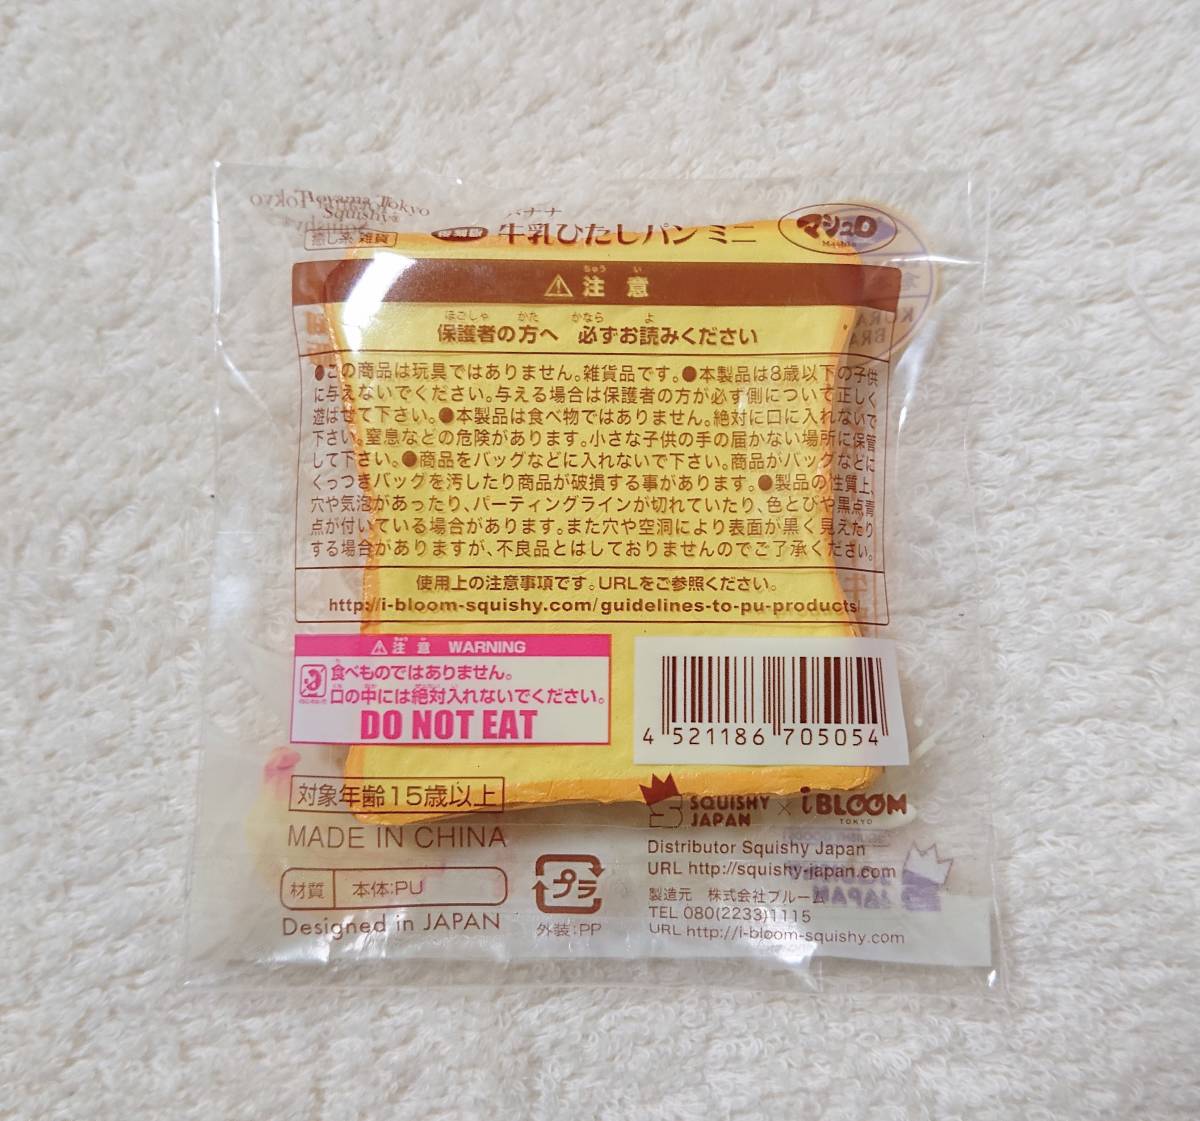 Aoyama Tokyo
Squishy®
癒し系 雑貨
バナナ
牛乳ひたしパン ミニ
マシュロ
Mashlo
ちゅう い
⚠ 注 意
ほごしゃ かた かなら よ
保護者の方へ 必ずお読みください
●この商品は玩具ではありません。雑貨品です。●本製品は8歳以下の子供
に与えないでください。与える場合は保護者の方が必ず側について正しく
遊ばせて下さい。●本製品は食べ物ではありません。絶対に口に入れないで
下さい。窒息などの危険があります。小さな子供の手の届かない場所に保管
して下さい。●商品をバッグなどに入れないで下さい。商品がバッグなどに
くっつきバッグを汚したり商品が破損する事があります。●製品の性質上、
穴や気泡があったり、パーティングラインが切れていたり、色とびや黒点青
点が付いている場合があります。また穴や空洞により表面が黒く見えたり
する場合がありますが、不良品とはしておりませんのでご了承ください。
使用上の注意事項です。URLをご参照ください。
http://i-bloom-squishy.com/guidelines-to-pu-products/
⚠ 注 意 WARNING
食べものではありません。
口の中には絶対入れないでください。
DO NOT EAT
4 521186 705054
対象年齢15歳以上
MADE IN CHINA
材質 本体:PU
Designed in JAPAN
プラ
外装:PP
SQUISHY JAPAN × iBLOOM
TOKYO
Distributor Squishy Japan
URL http://squishy-japan.com
製造元 株式会社ブルーム
TEL 080(2233)1115
URL http://i-bloom-squishy.com